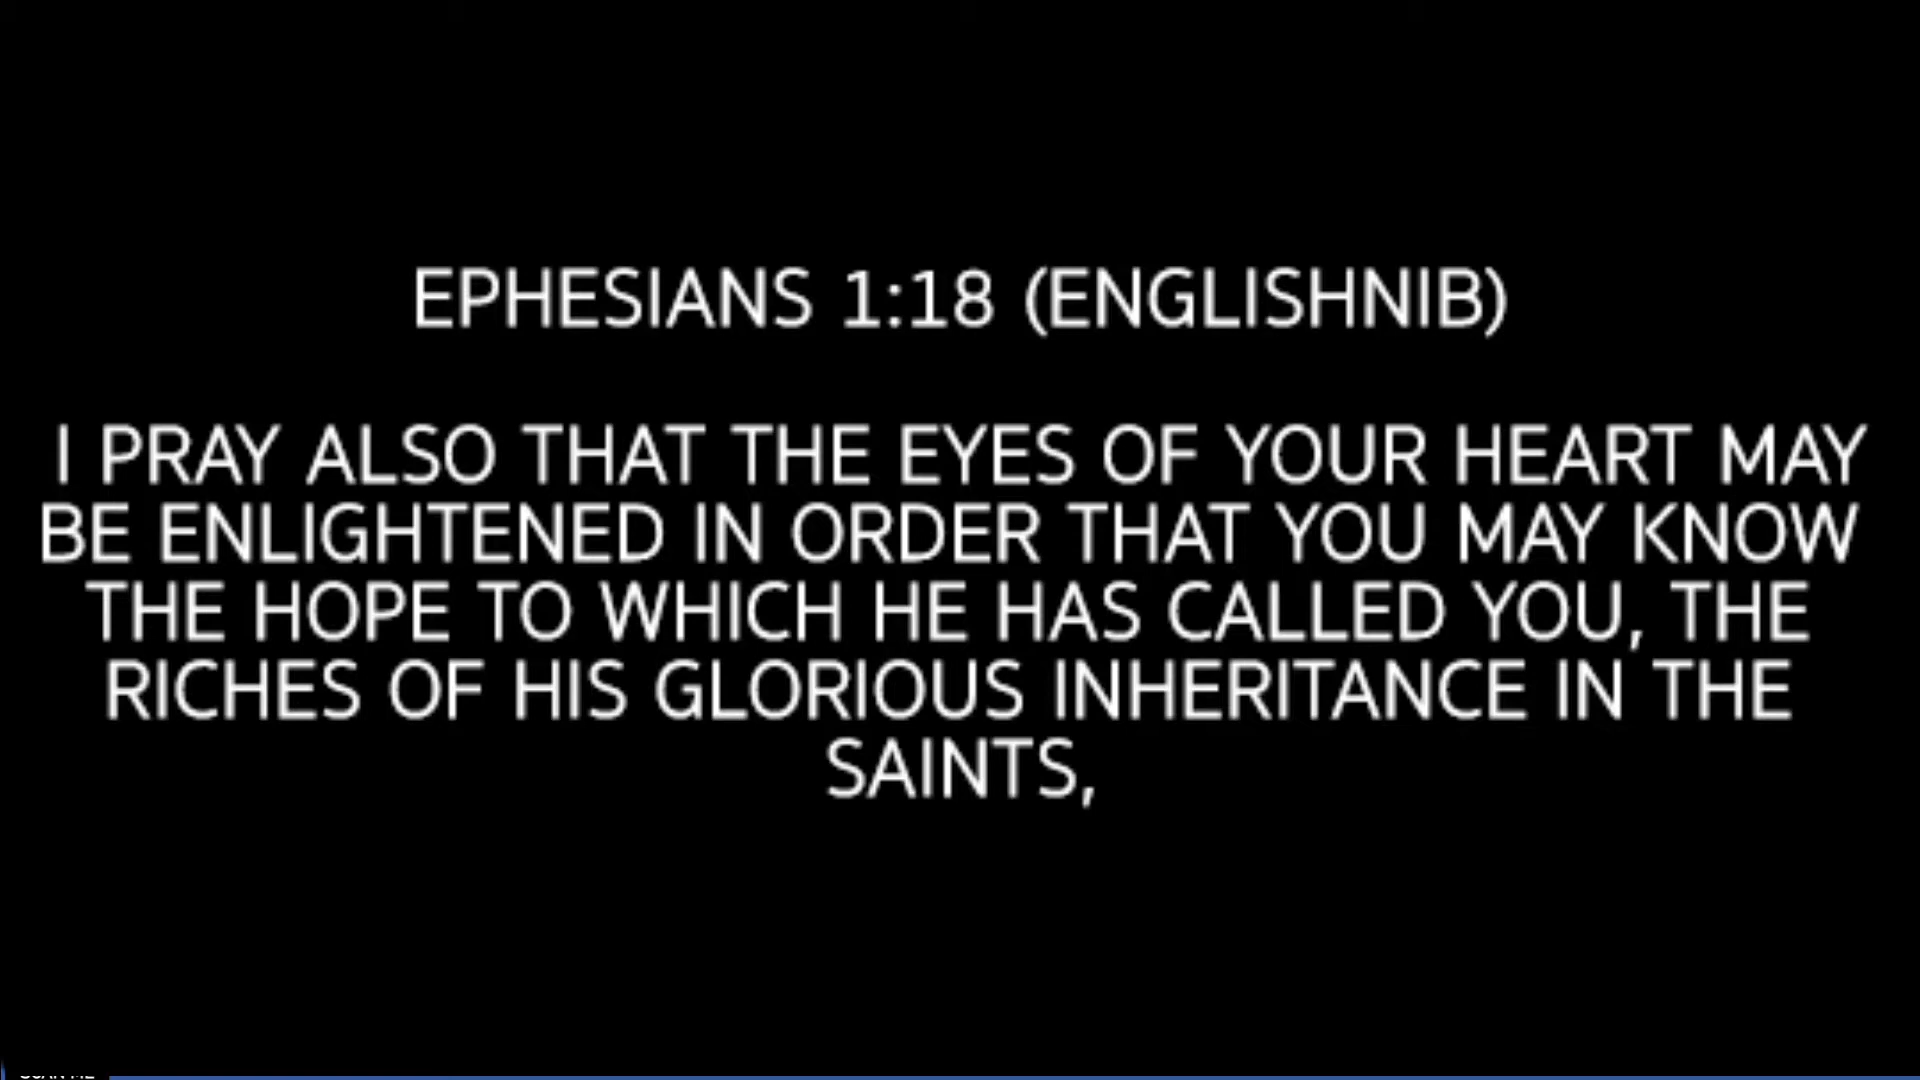 EPHESIANS 1:18 (ENGLISHNIB)
I PRAY ALSO THAT THE EYES OF YOUR HEART MAY
BE ENLIGHTENED IN ORDER THAT YOU MAY KNOW
THE HOPE TO WHICH HE HAS CALLED YOU, THE
RICHES OF HIS GLORIOUS INHERITANCE IN THE
SAINTS,
SCAN ME